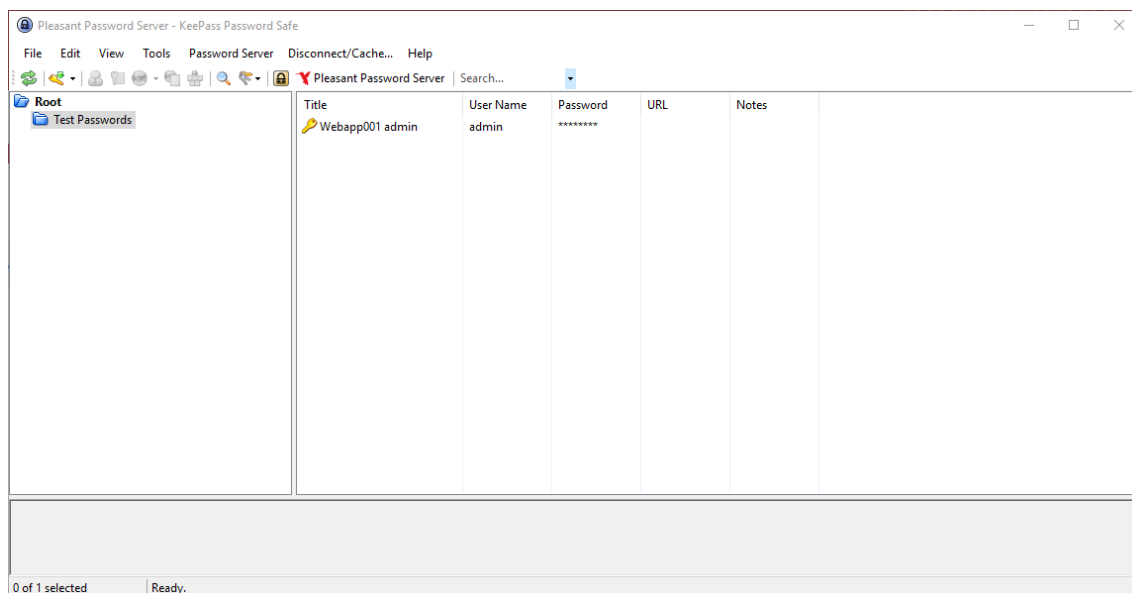 Pleasant Password Server - KeePass Password Safe
File Edit View Tools Password Server Disconnect/Cache... Help
Pleasant Password Server Search...
Root
Test Passwords
Title User Name Password URL Notes
Webapp001 admin admin ********
0 of 1 selected Ready.